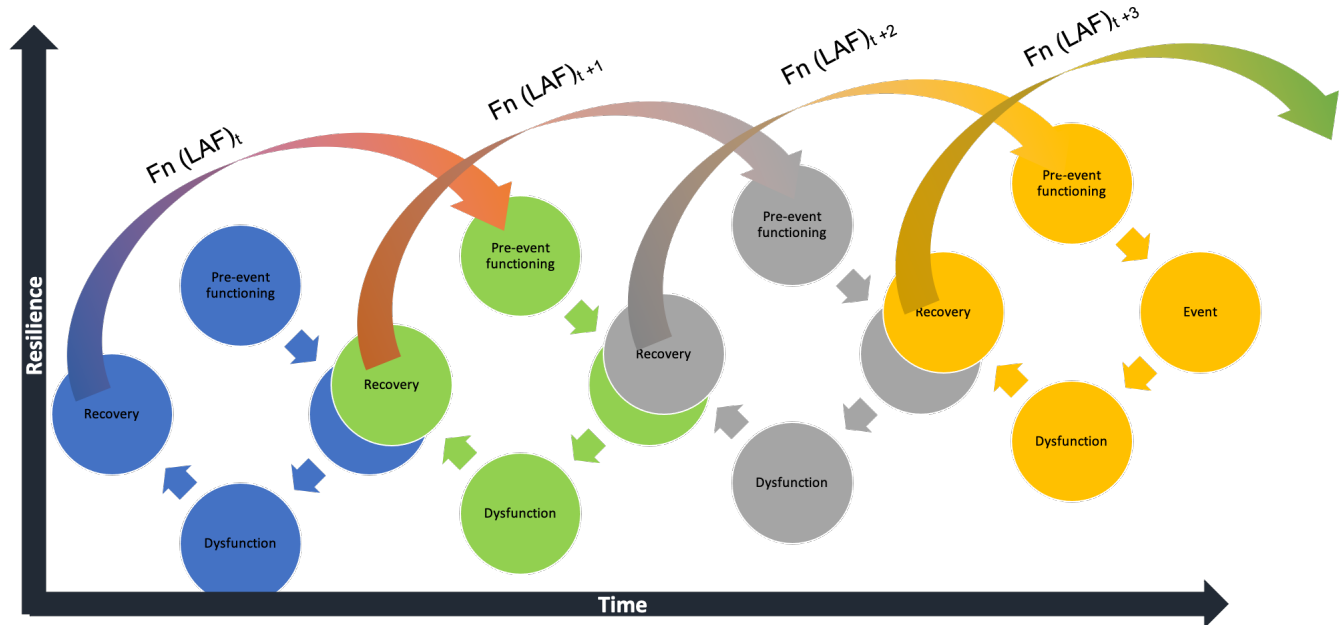 Fn (LAF)t
Fn (LAF)t +1
Fn (LAF)t +2
Fn (LAF)t +3
Resilience
Pre-event
functioning
Recovery
Dysfunction
Pre-event
functioning
Recovery
Dysfunction
Pre-event
functioning
Recovery
Dysfunction
Pre-event
functioning
Recovery
Event
Dysfunction
Time